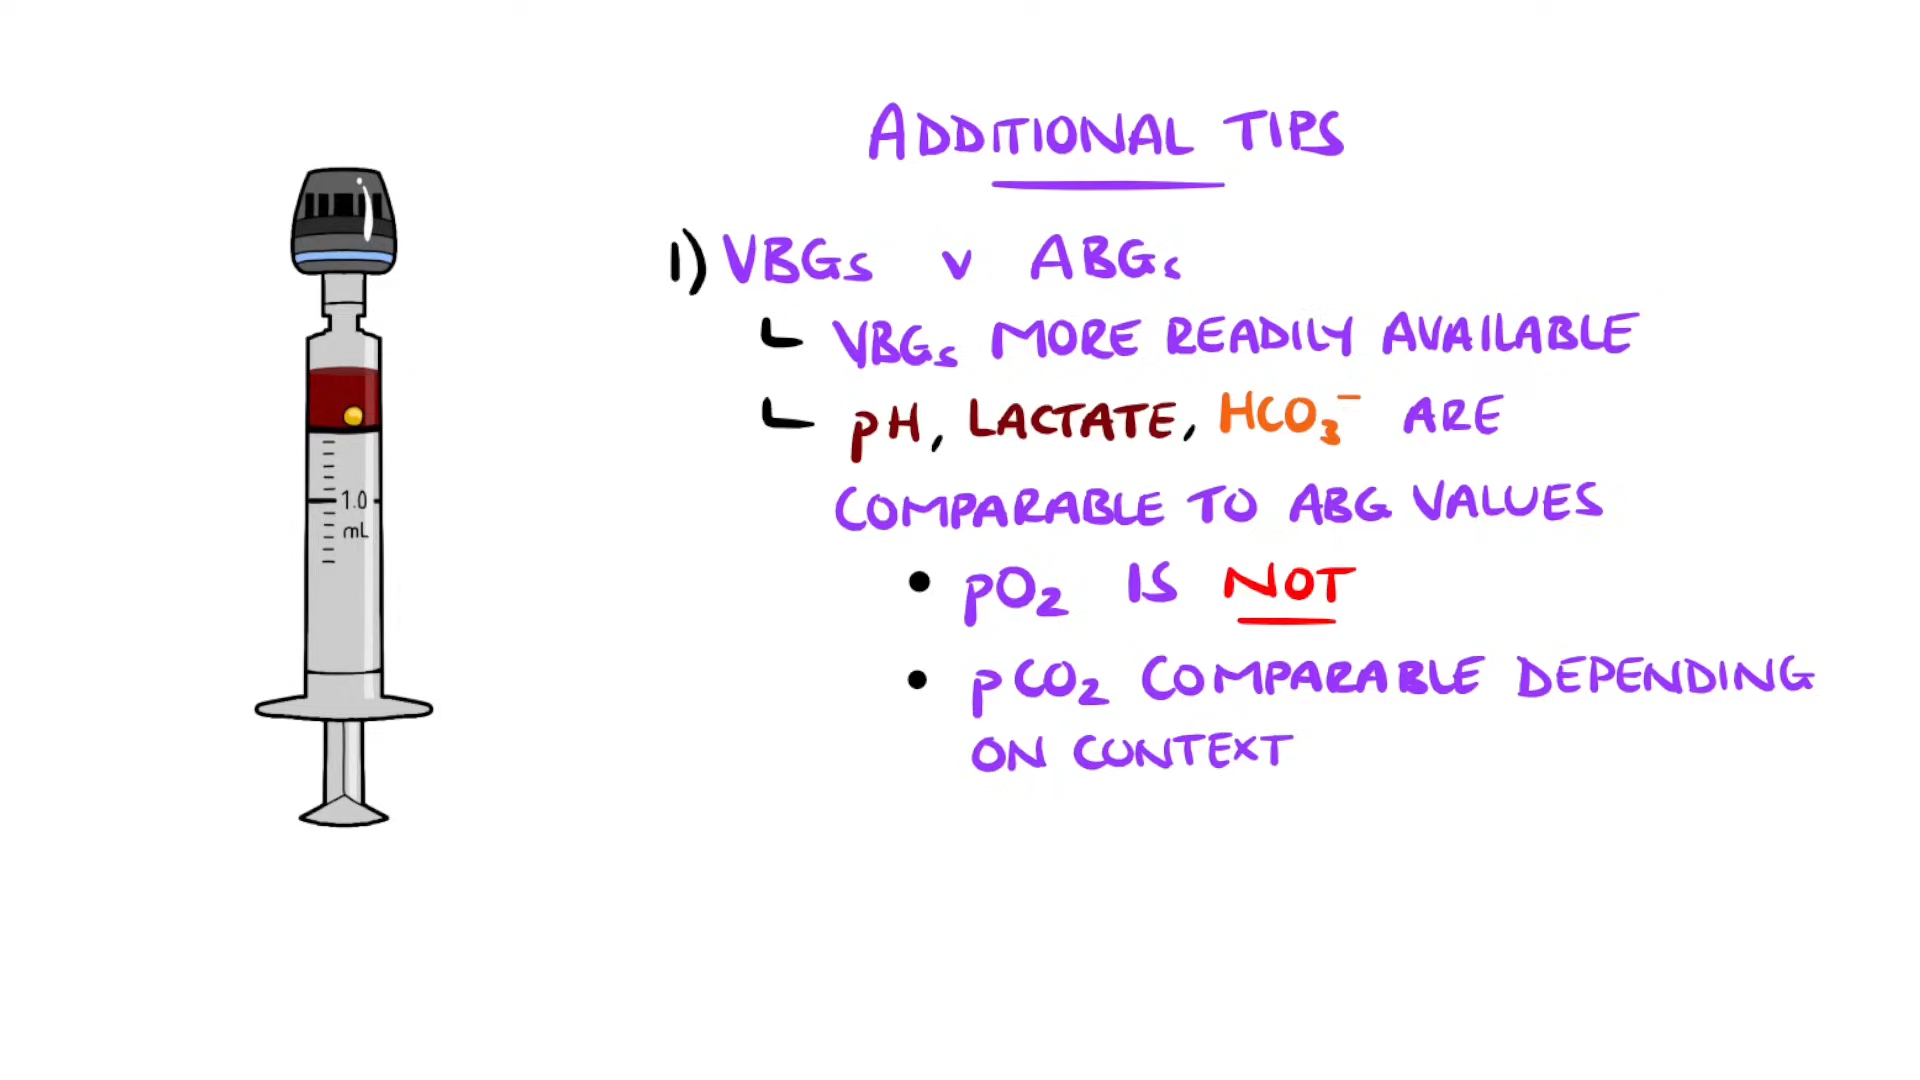 ADDITIONAL TIPS
1) VBGs v ABGs
VBGs MORE READILY AVAILABLE
pH, LACTATE, HCO₃⁻ ARE
COMPARABLE TO ABG VALUES
• pO₂ IS NOT
• pCO₂ COMPARABLE DEPENDING
ON CONTEXT
1.0
mL